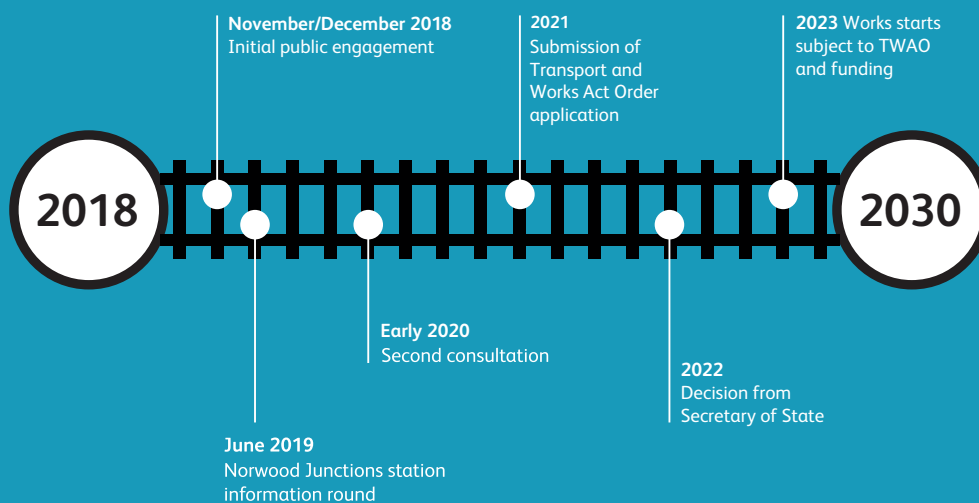 November/December 2018
Initial public engagement
2021
Submission of
Transport and
Works Act Order
application
2023 Works starts
subject to TWAO
and funding
2018
2030
Early 2020
Second consultation
2022
Decision from
Secretary of State
June 2019
Norwood Junctions station
information round